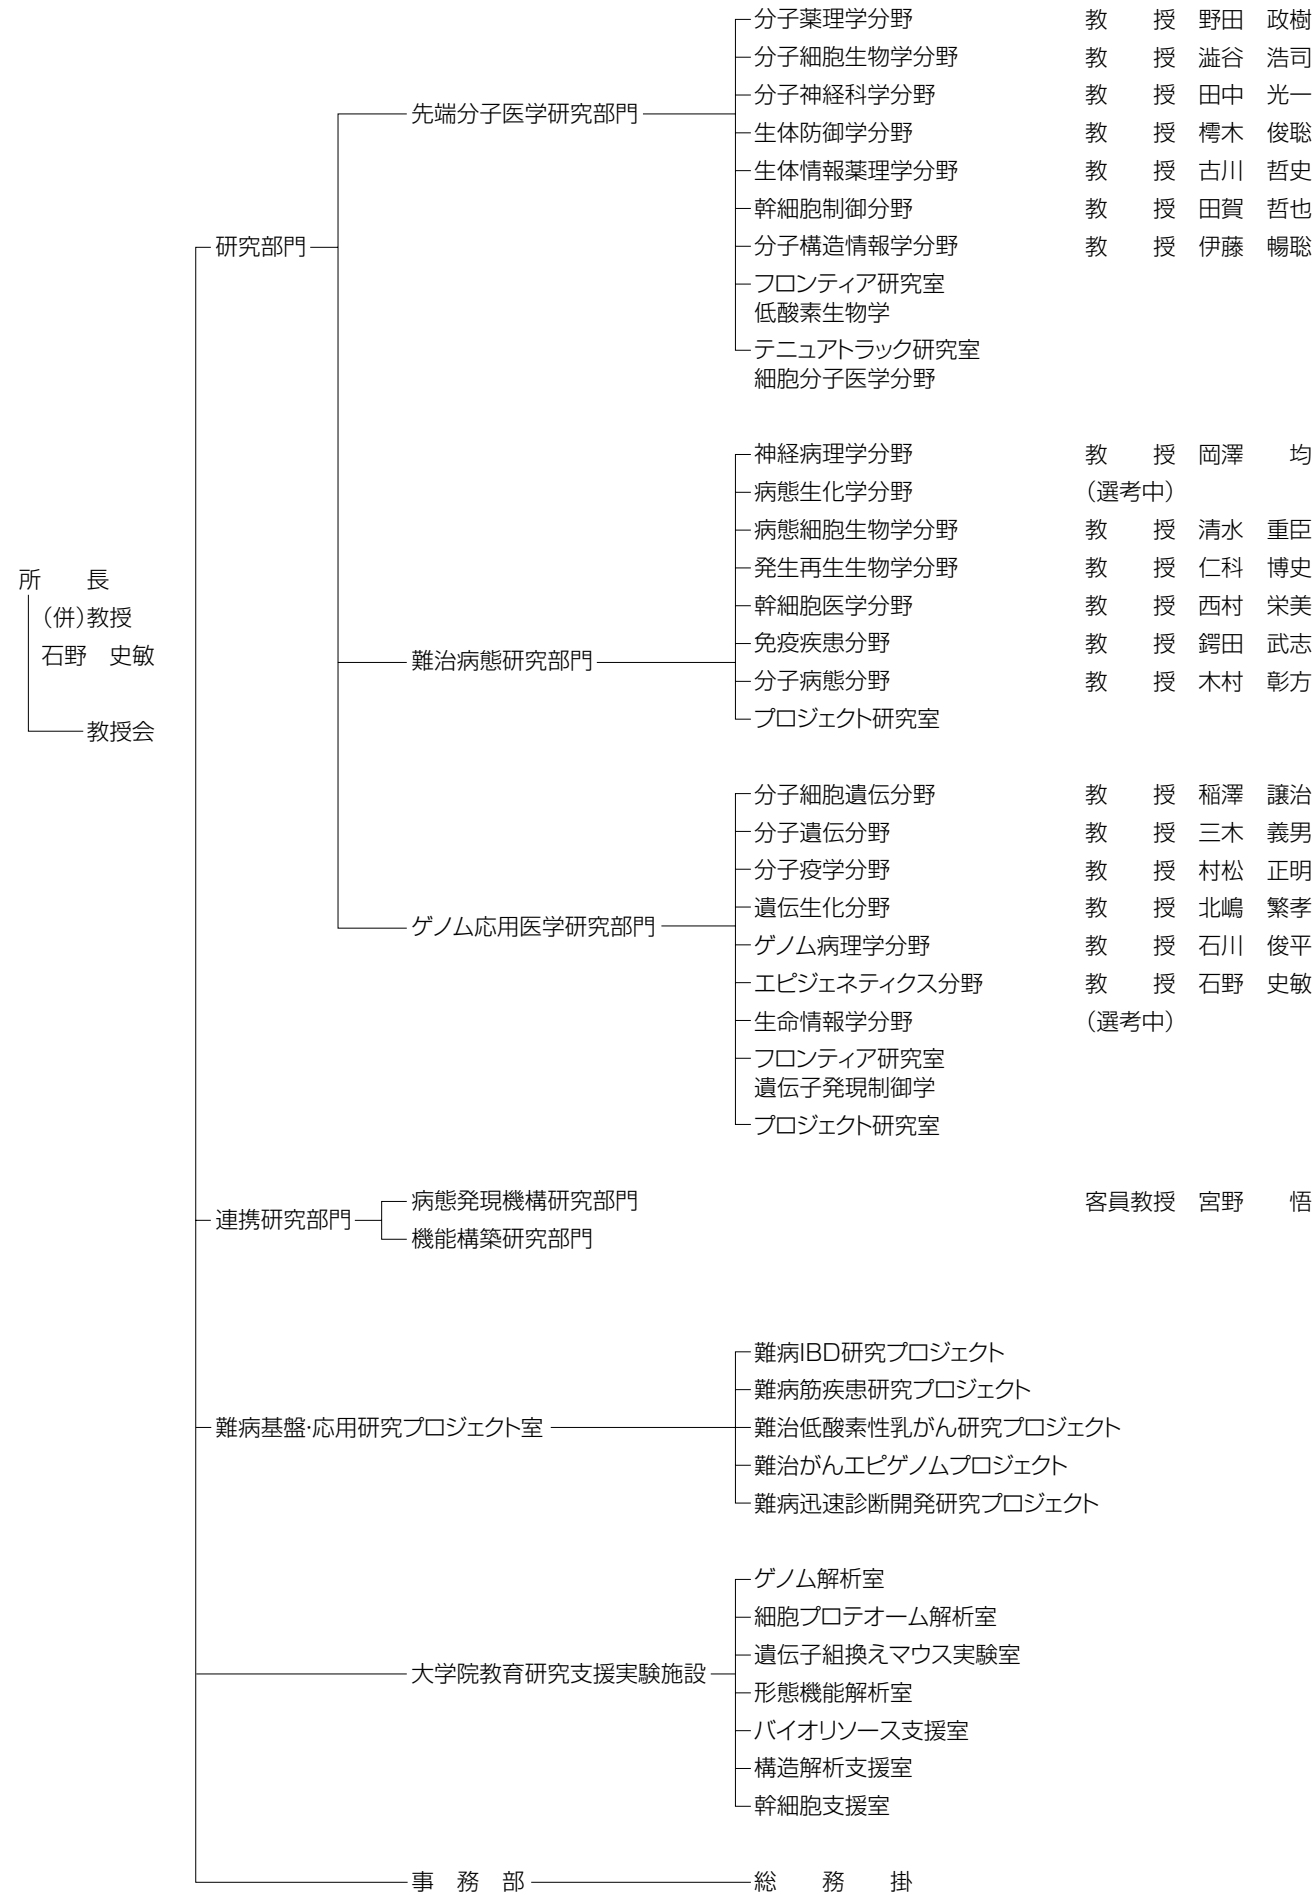 所　長
(併)教授
石野　史敏
教授会
研究部門
先端分子医学研究部門
分子薬理学分野　教　授　野田　政樹
分子細胞生物学分野　教　授　澁谷　浩司
分子神経科学分野　教　授　田中　光一
生体防御学分野　教　授　樗木　俊聡
生体情報薬理学分野　教　授　古川　哲史
幹細胞制御分野　教　授　田賀　哲也
分子構造情報学分野　教　授　伊藤　暢聡
フロンティア研究室
低酸素生物学
テニュアトラック研究室
細胞分子医学分野
難治病態研究部門
神経病理学分野　教　授　岡澤　均
病態生化学分野　（選考中）
病態細胞生物学分野　教　授　清水　重臣
発生再生生物学分野　教　授　仁科　博史
幹細胞医学分野　教　授　西村　栄美
免疫疾患分野　教　授　鍔田　武志
分子病態分野　教　授　木村　彰方
プロジェクト研究室
ゲノム応用医学研究部門
分子細胞遺伝分野　教　授　稲澤　譲治
分子遺伝分野　教　授　三木　義男
分子疫学分野　教　授　村松　正明
遺伝生化分野　教　授　北嶋　繁孝
ゲノム病理学分野　教　授　石川　俊平
エピジェネティクス分野　教　授　石野　史敏
生命情報学分野　（選考中）
フロンティア研究室
遺伝子発現制御学
プロジェクト研究室
連携研究部門
病態発現機構研究部門　客員教授　宮野　悟
機能構築研究部門
難病基盤・応用研究プロジェクト室
難病IBD研究プロジェクト
難病筋疾患研究プロジェクト
難治低酸素性乳がん研究プロジェクト
難治がんエピゲノムプロジェクト
難病迅速診断開発研究プロジェクト
大学院教育研究支援実験施設
ゲノム解析室
細胞プロテオーム解析室
遺伝子組換えマウス実験室
形態機能解析室
バイオリソース支援室
構造解析支援室
幹細胞支援室
事　務　部　総　務　掛